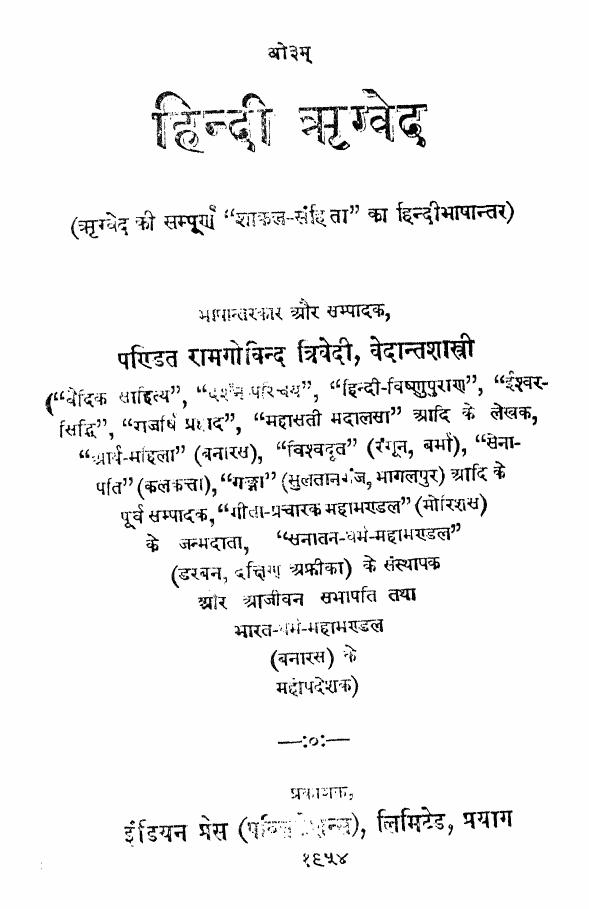 ओ३म्
हिन्दी ऋग्वेद
(ऋग्वेद की सम्पूर्ण “शाकल-संहिता” का हिन्दीभाषान्तर)
भाषान्तरकार और सम्पादक,
पण्डित रामगोविन्द त्रिवेदी, वेदान्तशास्त्री
(“वैदिक साहित्य”, “दर्शन-परिचय”, “हिन्दी-विष्णुपुराण”, “ईश्वर-
सिद्धि”, “राजर्षि प्रह्लाद”, “महासती मदालसा” आदि के लेखक,
“आर्य-महिला” (बनारस), “विश्वदूत” (रंगून, बर्मा), “सेना-
पति” (कलकत्ता), “गङ्गा” (सुलतानगंज, भागलपुर) आदि के
पूर्व सम्पादक, “गीता-प्रचारक महामण्डल” (मोरिशस)
के जन्मदाता, “सनातन-धर्म-महामण्डल”
(डरबन, दक्षिण अफ्रीका) के संस्थापक
और आजीवन सभापति तथा
भारत-धर्म-महामण्डल
(बनारस) के
महोपदेशक)
—:०:—
प्रकाशक,
इंडियन प्रेस (पब्लिकेशन्स), लिमिटेड, प्रयाग
१९५४